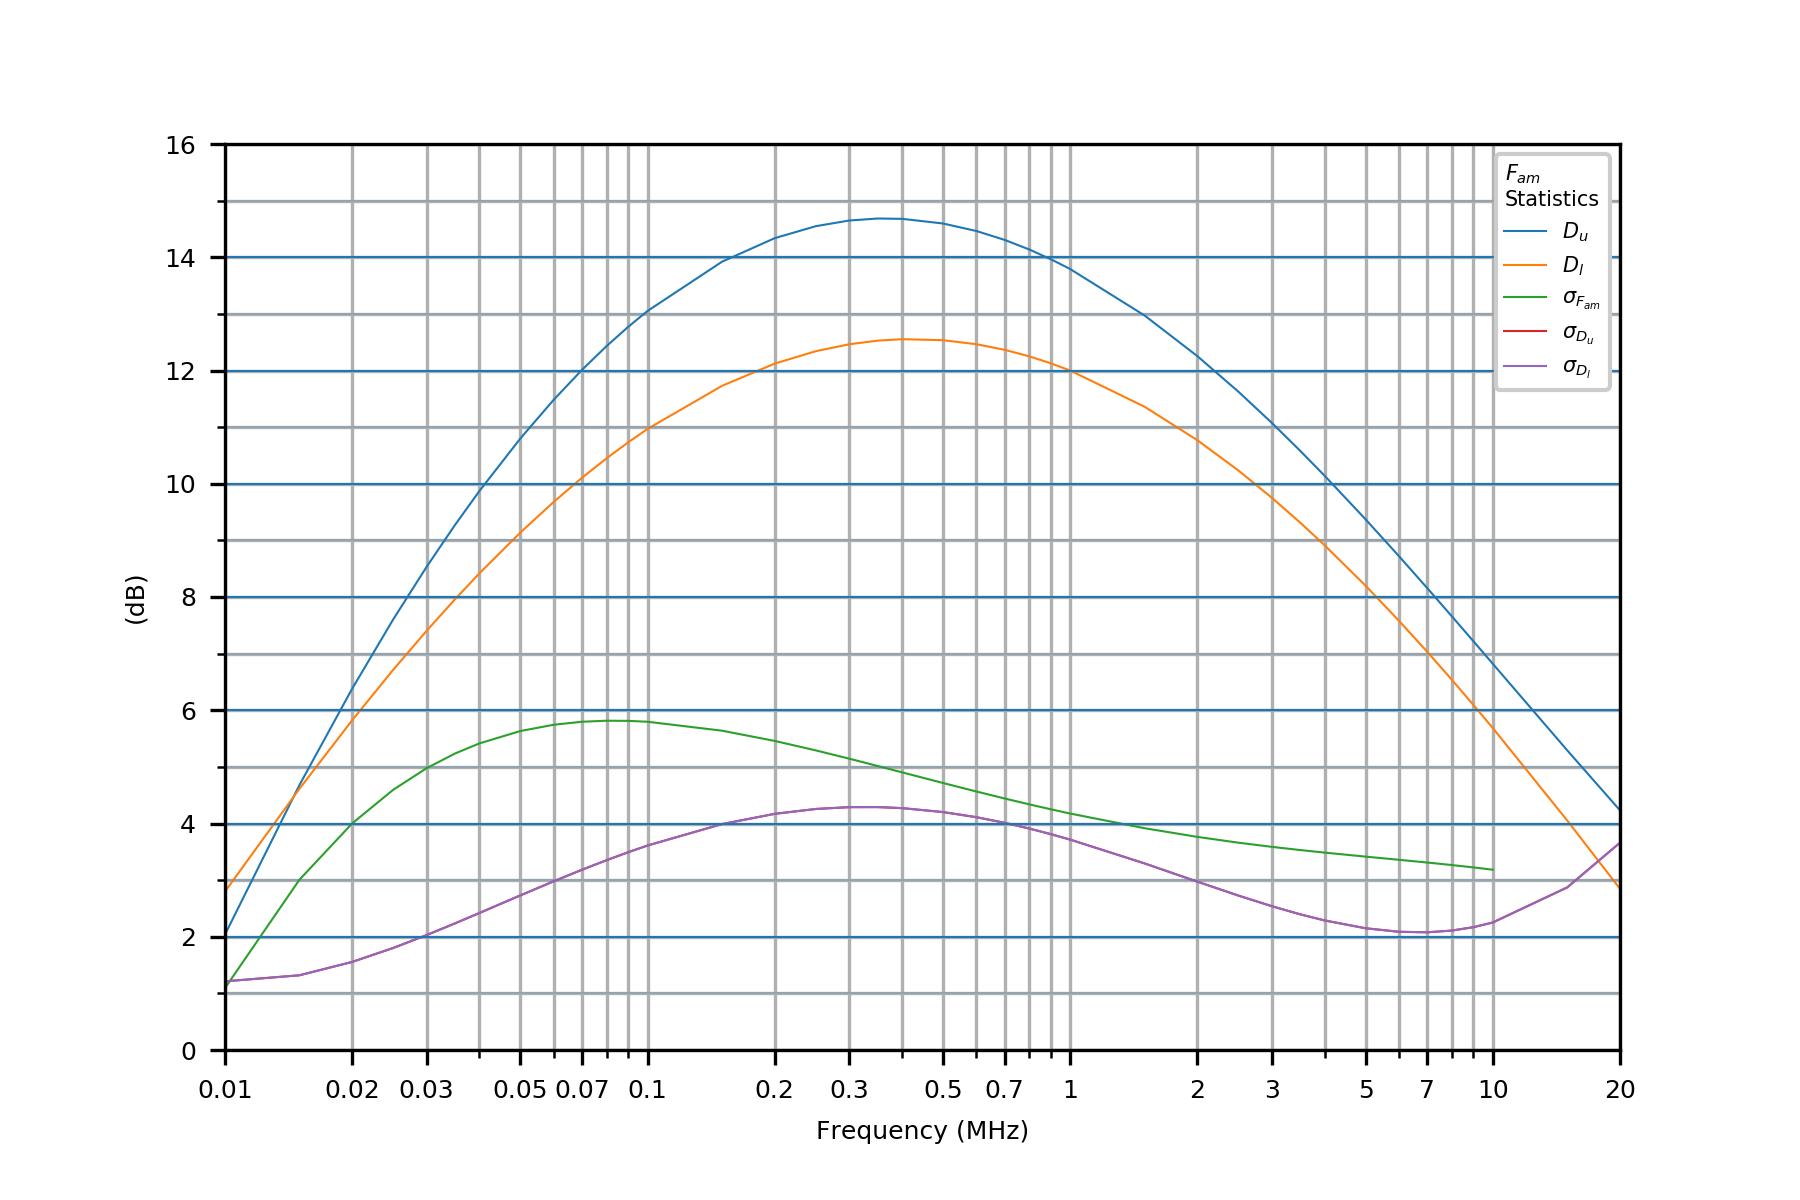 16
14
12
10
8
6
4
2
0
(dB)
0.01 0.02 0.03 0.05 0.07 0.1 0.2 0.3 0.5 0.7 1 2 3 5 7 10 20
Frequency (MHz)
F_am
Statistics
D_u
D_l
σ_F_am
σ_D_u
σ_D_l